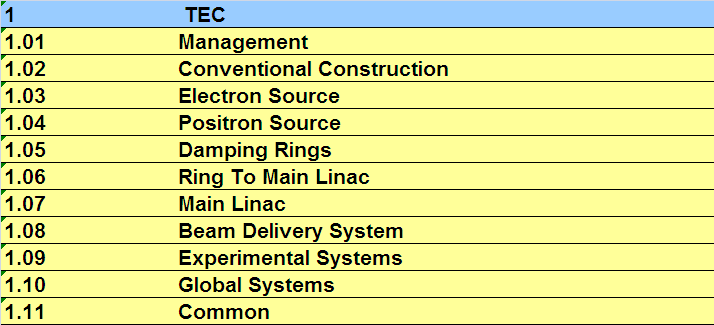 1 TEC
1.01 Management
1.02 Conventional Construction
1.03 Electron Source
1.04 Positron Source
1.05 Damping Rings
1.06 Ring To Main Linac
1.07 Main Linac
1.08 Beam Delivery System
1.09 Experimental Systems
1.10 Global Systems
1.11 Common